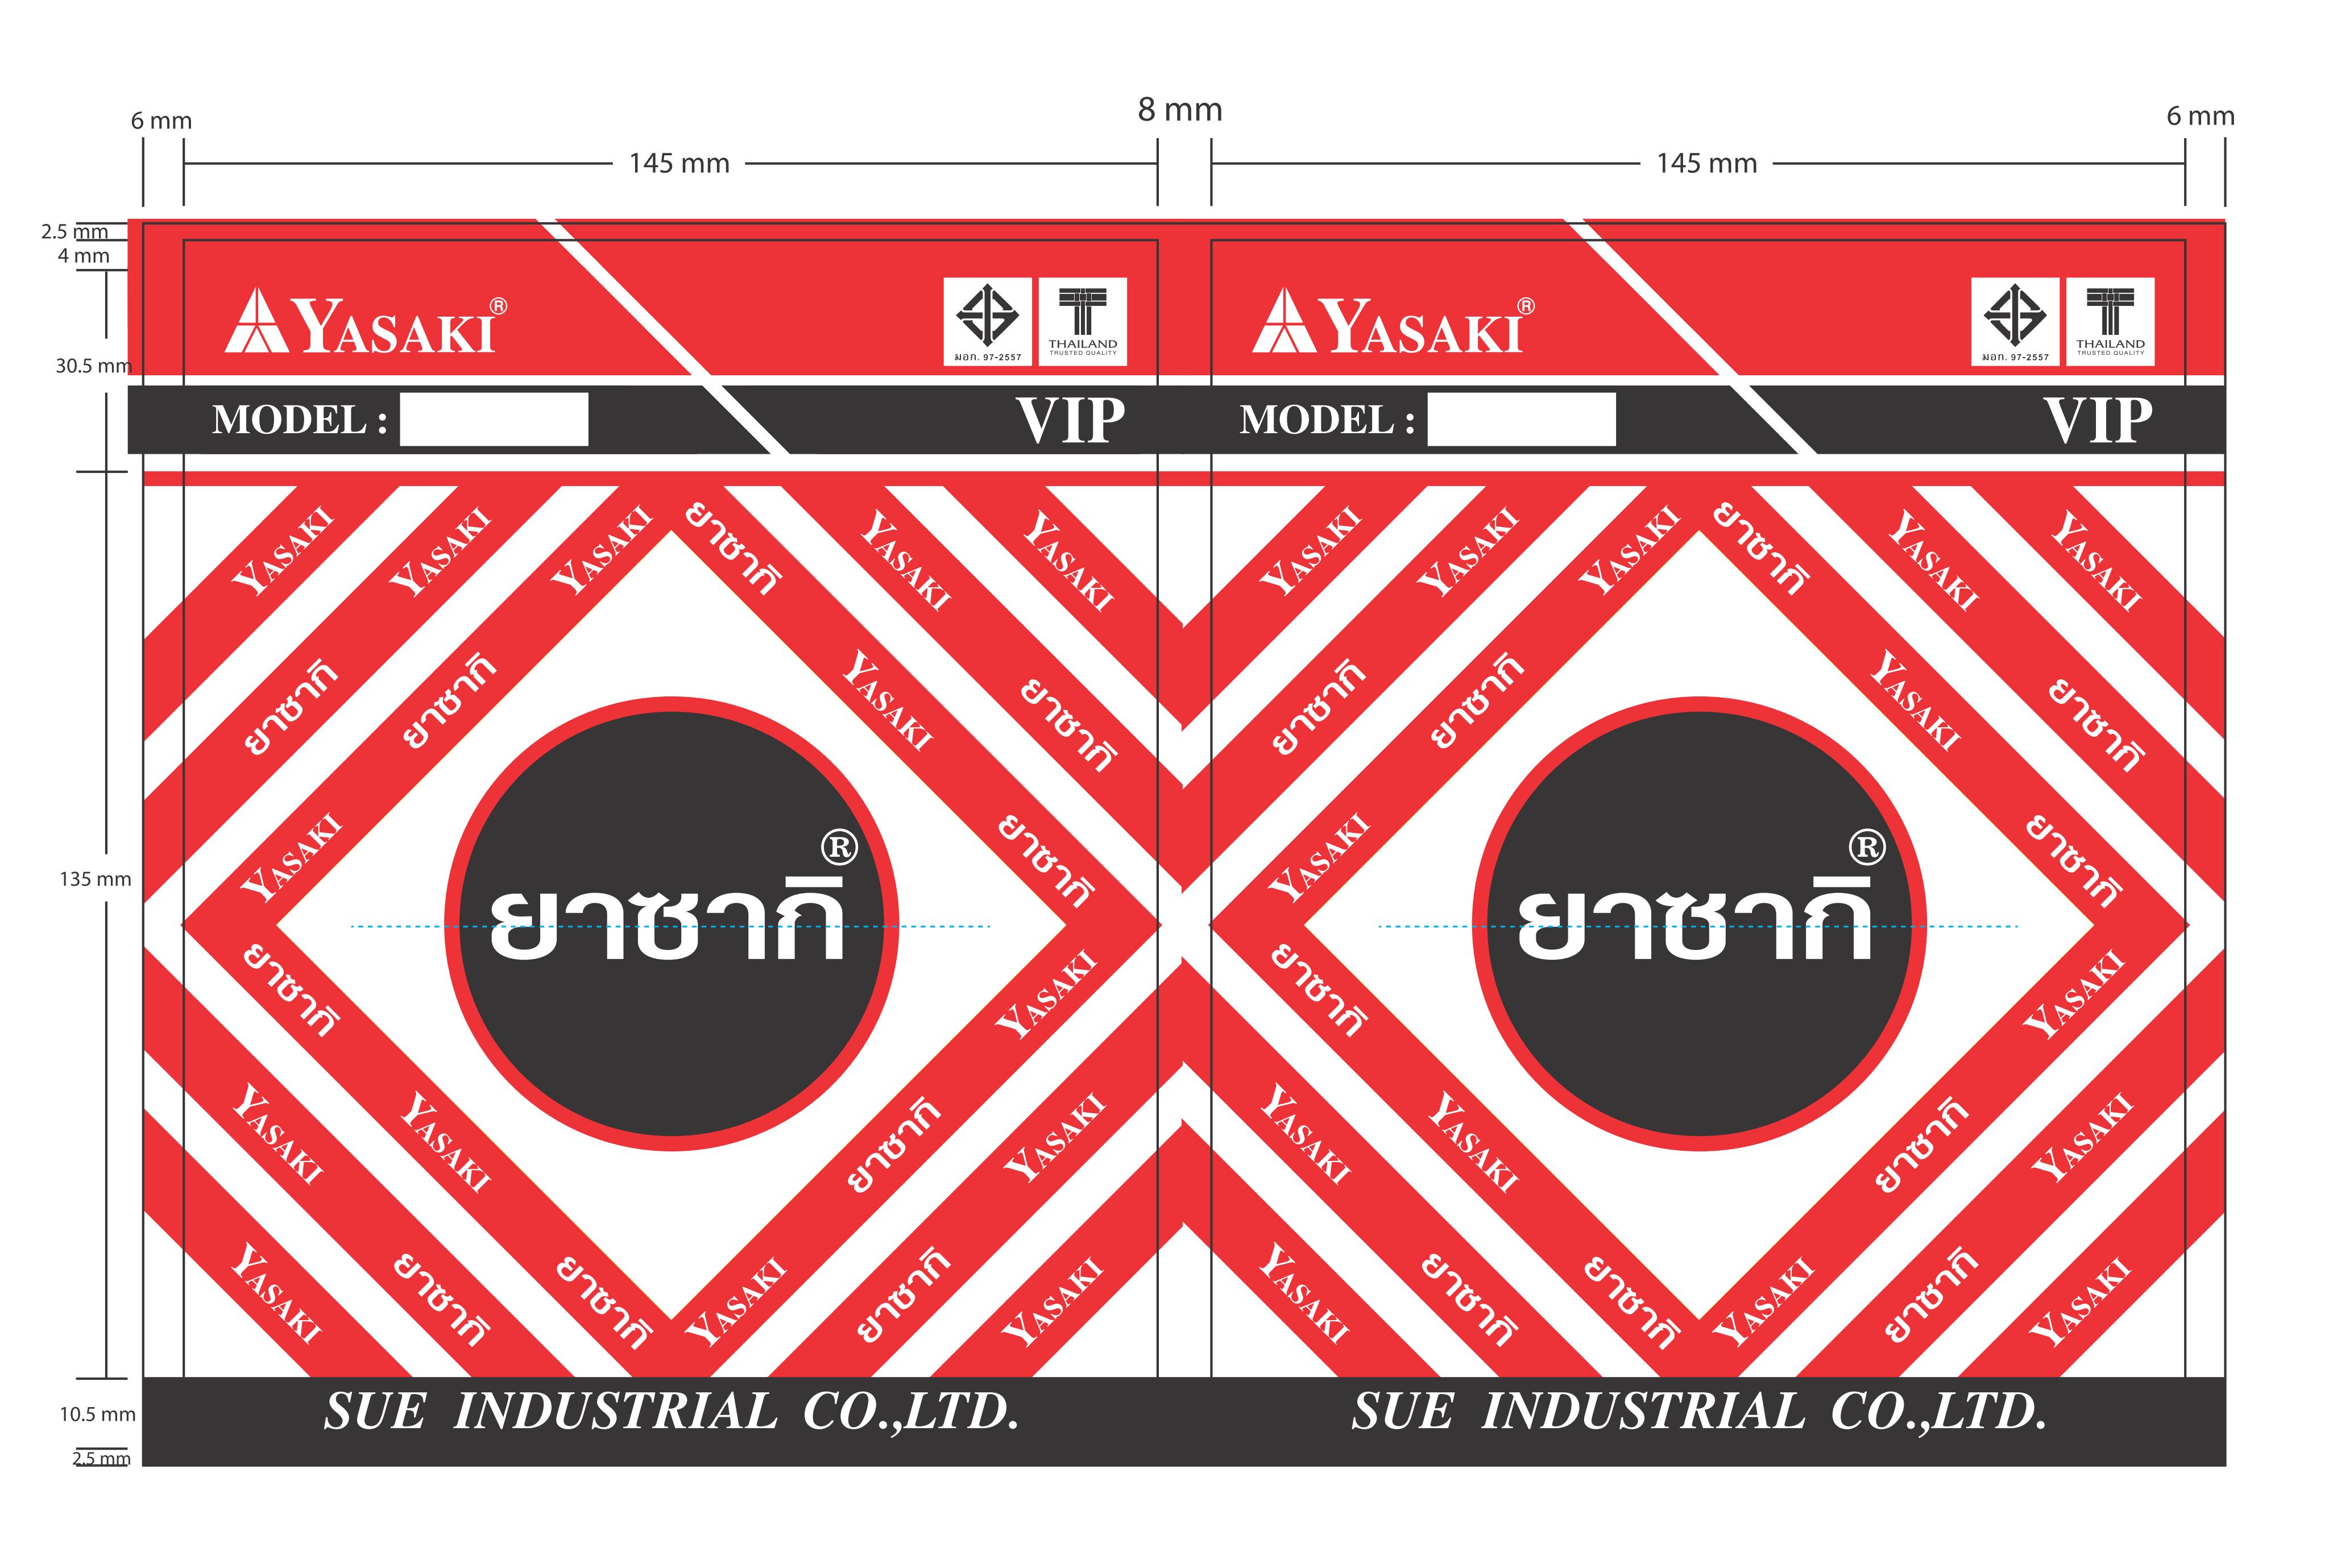 8 mm
6 mm
6 mm
145 mm
145 mm
2.5 mm
4 mm
30.5 mm
135 mm
10.5 mm
2.5 mm
YASAKI®
มอก. 97-2557
THAILAND
TRUSTED QUALITY
YASAKI®
มอก. 97-2557
THAILAND
TRUSTED QUALITY
MODEL :
VIP
MODEL :
VIP
YASAKI
YASAKI
YASAKI
ยาซากิ
YASAKI
YASAKI
YASAKI
YASAKI
YASAKI
ยาซากิ
YASAKI
YASAKI
ยาซากิ
ยาซากิ
YASAKI
ยาซากิ
ยาซากิ
ยาซากิ
YASAKI
ยาซากิ
YASAKI
ยาซากิ
YASAKI
ยาซากิ
ยาซากิ®
ยาซากิ®
ยาซากิ
YASAKI
ยาซากิ
YASAKI
YASAKI
YASAKI
ยาซากิ
YASAKI
YASAKI
YASAKI
ยาซากิ
YASAKI
YASAKI
ยาซากิ
ยาซากิ
YASAKI
ยาซากิ
YASAKI
YASAKI
ยาซากิ
ยาซากิ
YASAKI
ยาซากิ
YASAKI
SUE INDUSTRIAL CO.,LTD.
SUE INDUSTRIAL CO.,LTD.